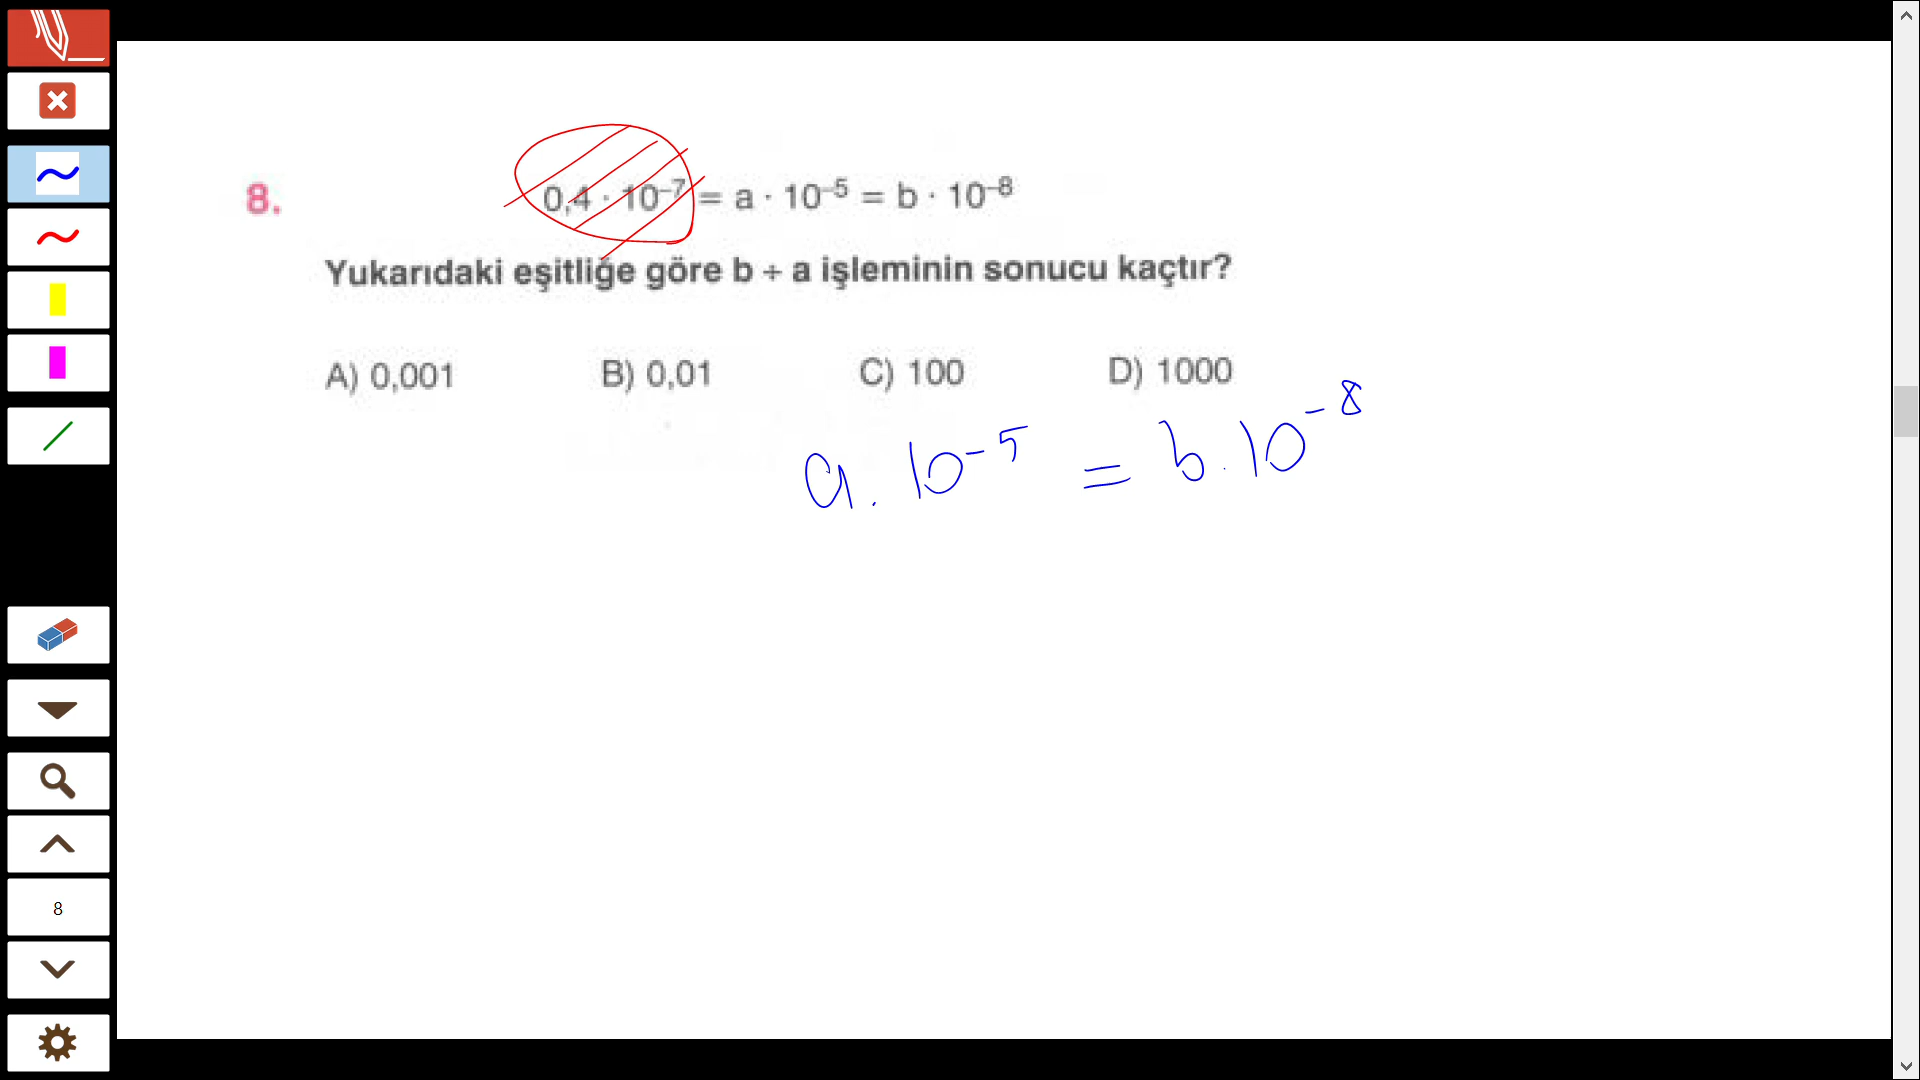 8.
0,4 · 10⁻⁷ = a · 10⁻⁵ = b · 10⁻⁸
Yukarıdaki eşitliğe göre b ÷ a işleminin sonucu kaçtır?
A) 0,001 B) 0,01 C) 100 D) 1000
a. 10⁻⁵ = b. 10⁻⁸
8